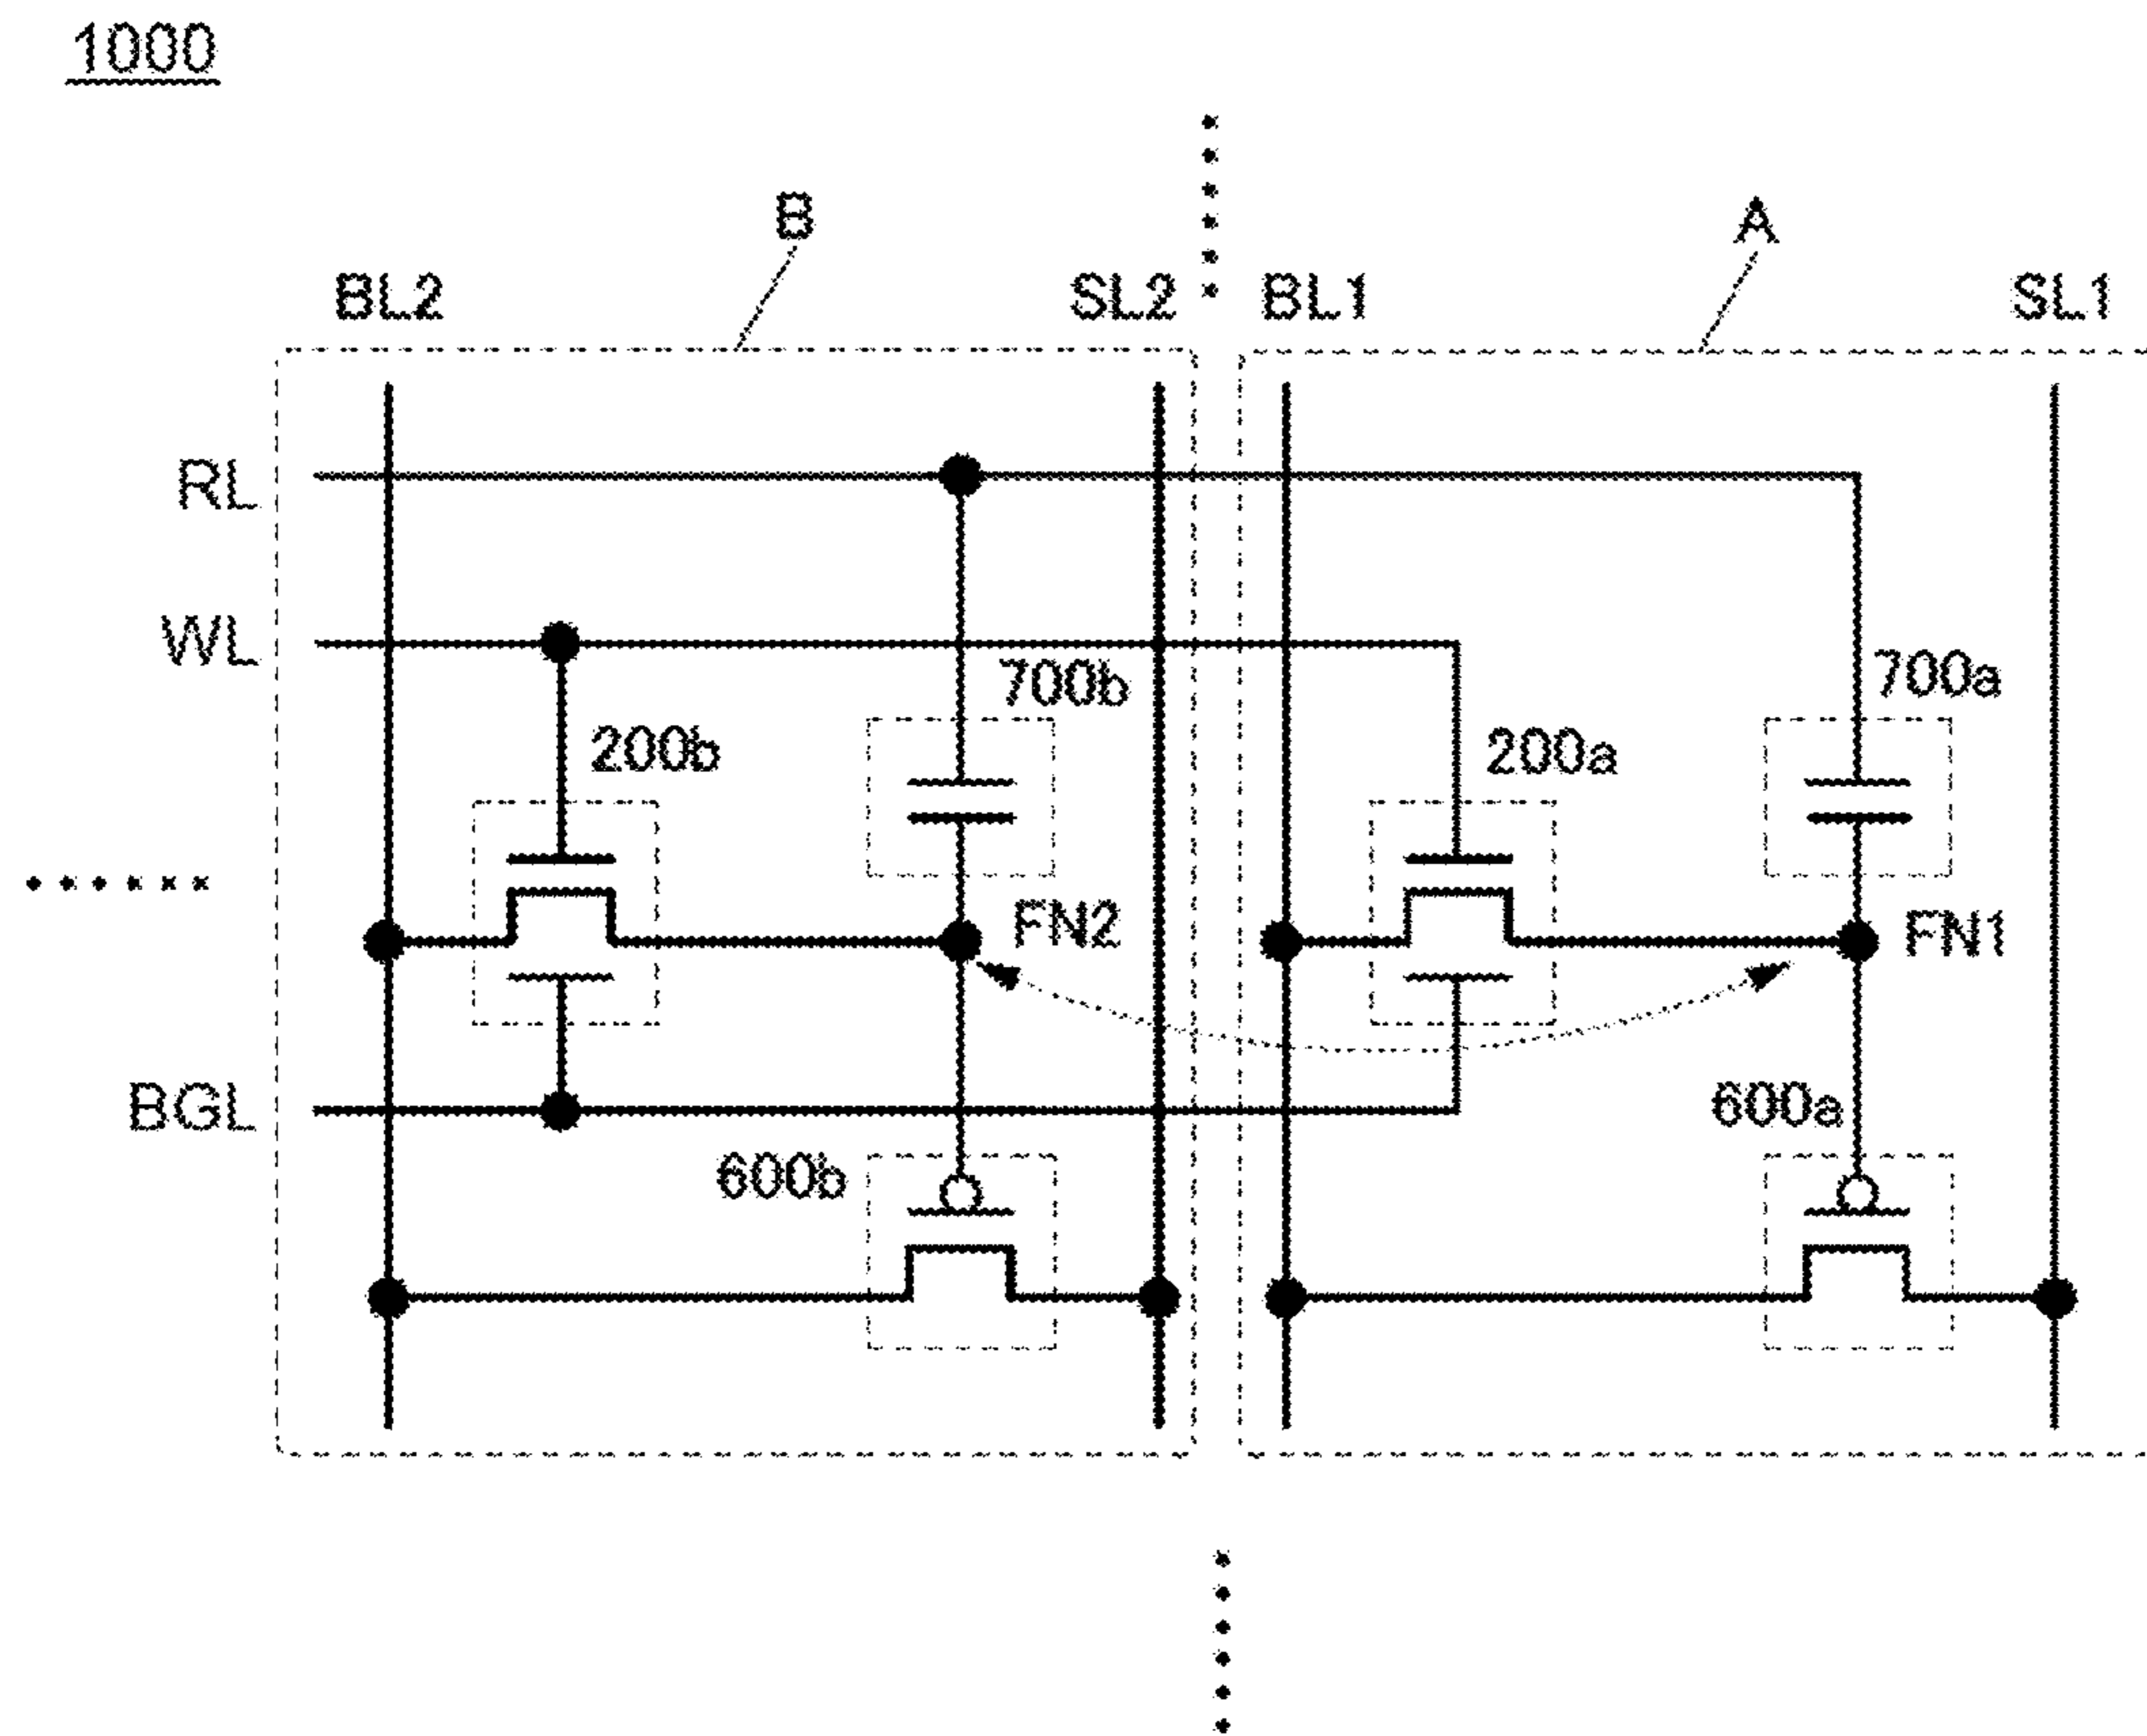 1000
B
A
BL2
SL2
BL1
SL1
RL
WL
700b
700a
200b
200a
FN2
FN1
BGL
600a
600b